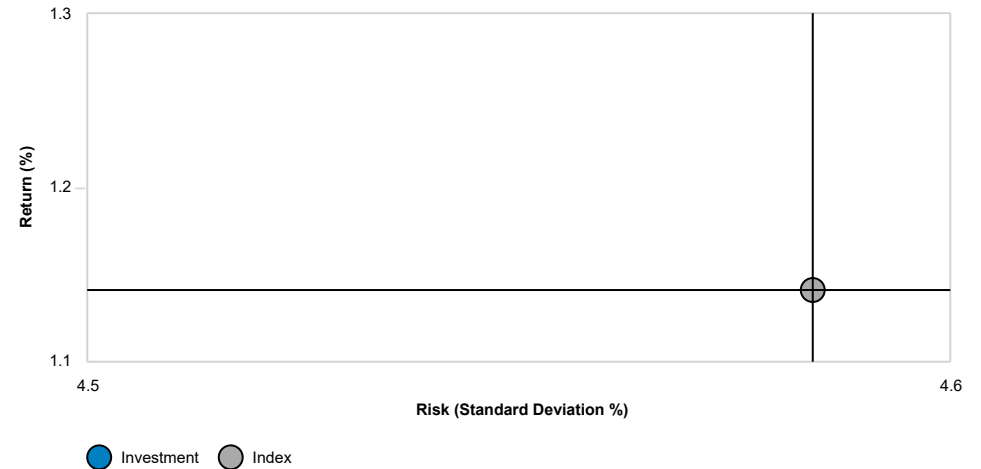 1.3
Return (%)
1.2
1.1
4.5
4.6
Risk (Standard Deviation %)
Investment
Index